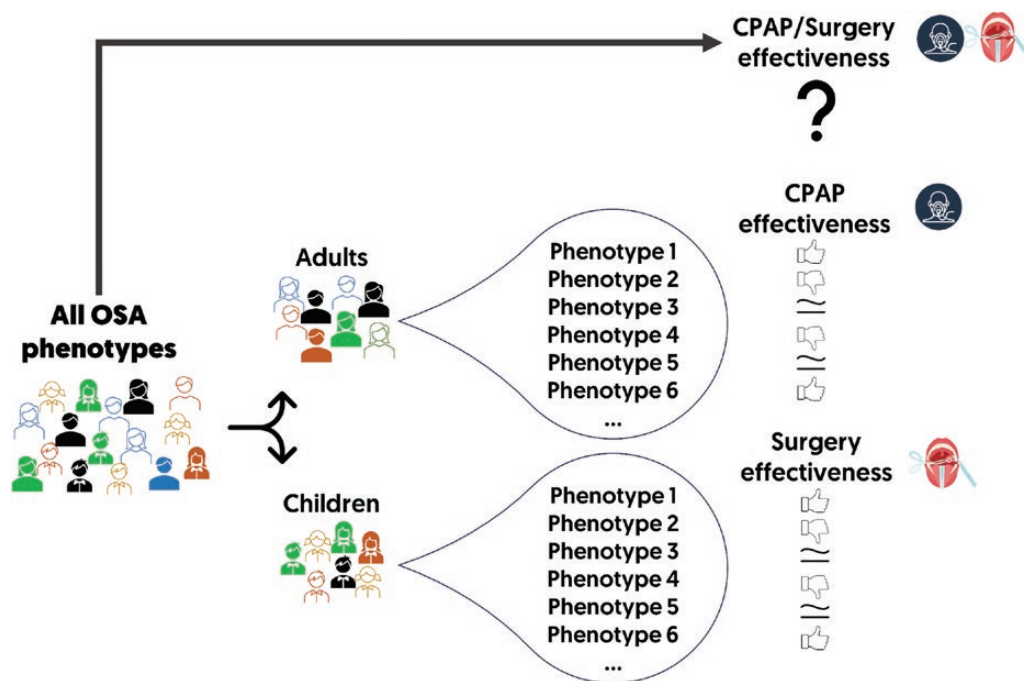 CPAP/Surgery
effectiveness
?
CPAP
effectiveness
Adults
Phenotype 1
Phenotype 2
Phenotype 3
Phenotype 4
Phenotype 5
Phenotype 6
...
All OSA
phenotypes
Surgery
effectiveness
Children
Phenotype 1
Phenotype 2
Phenotype 3
Phenotype 4
Phenotype 5
Phenotype 6
...